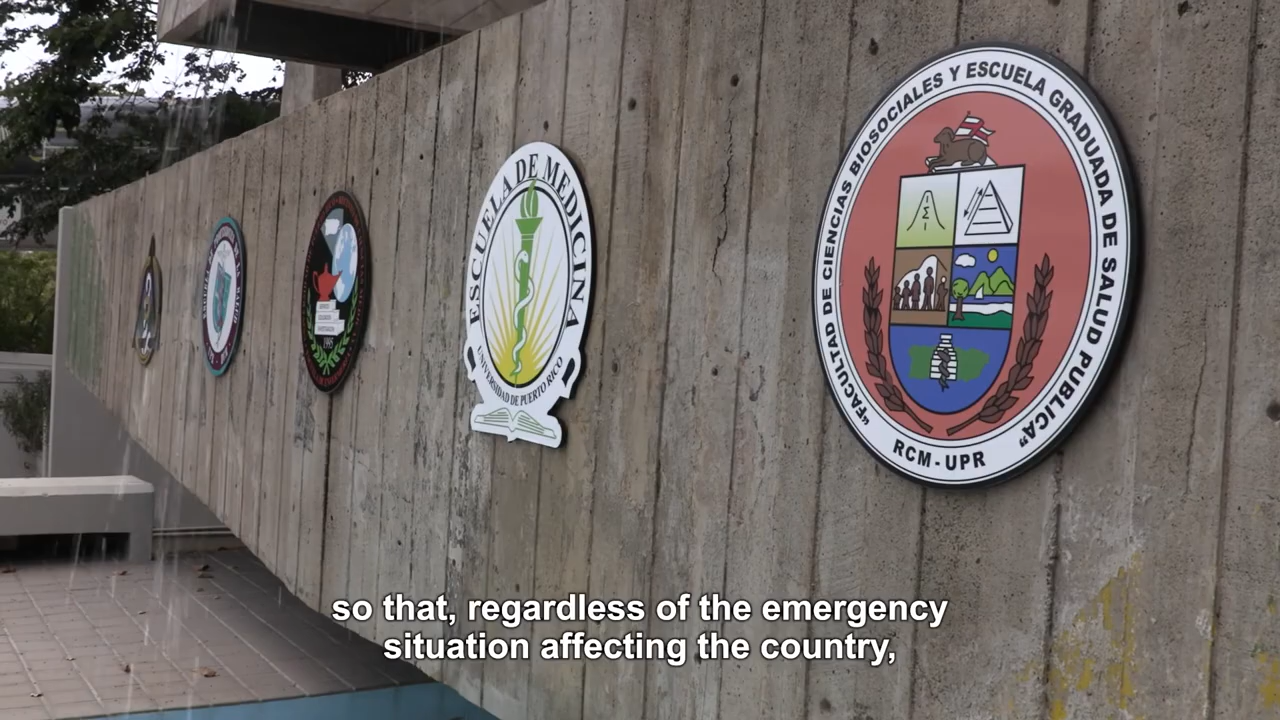 "FACULTAD DE CIENCIAS BIOSOCIALES Y ESCUELA GRADUADA DE SALUD PUBLICA"
RCM - UPR
ESCUELA DE MEDICINA
UNIVERSIDAD DE PUERTO RICO
1995
so that, regardless of the emergency
situation affecting the country,